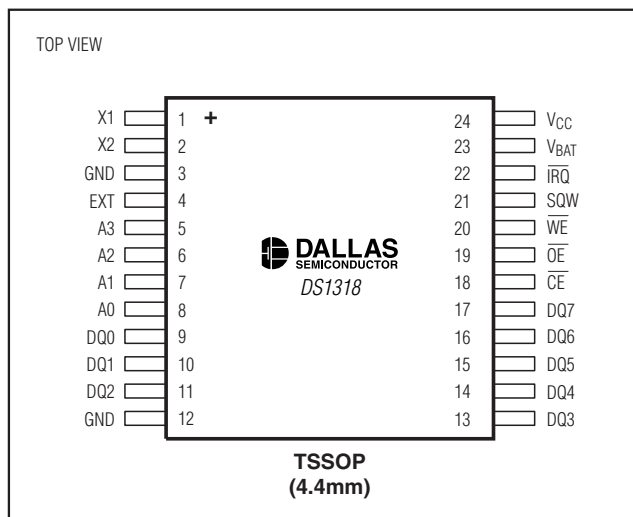 TOP VIEW
X1 1 + 24 VCC
X2 2 23 VBAT
GND 3 22 IRQ
EXT 4 21 SQW
A3 5 20 WE
A2 6 19 OE
A1 7 18 CE
A0 8 17 DQ7
DQ0 9 16 DQ6
DQ1 10 15 DQ5
DQ2 11 14 DQ4
GND 12 13 DQ3
DALLAS
SEMICONDUCTOR
DS1318
TSSOP
(4.4mm)